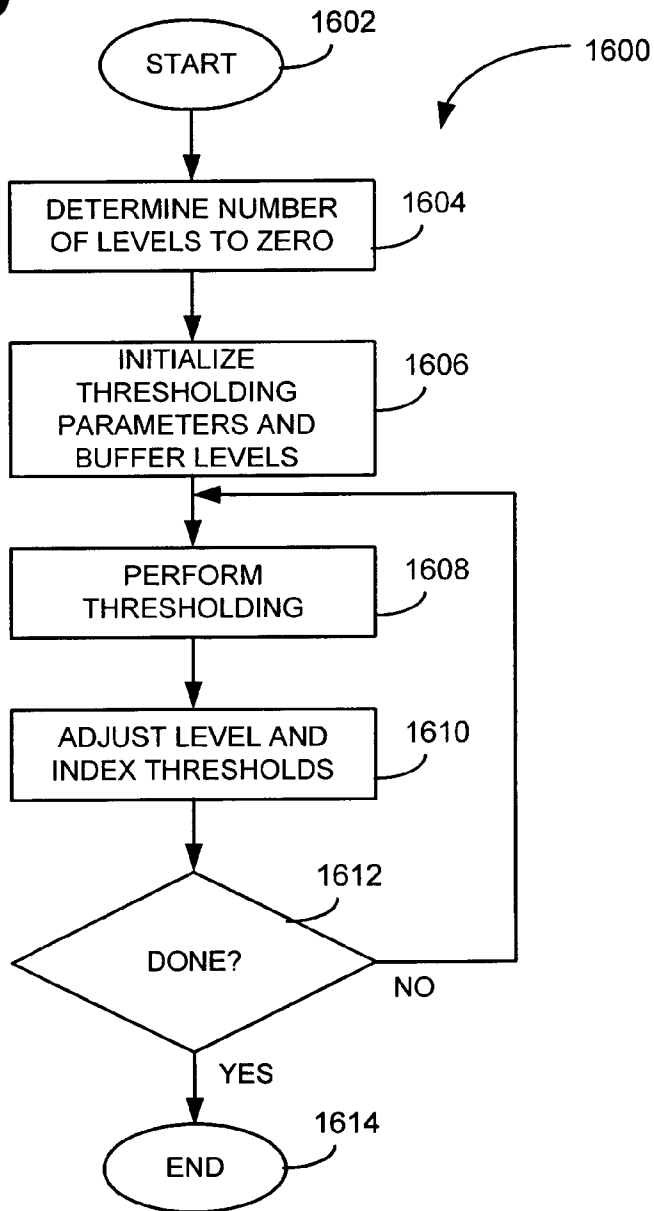 1602
START
1600
DETERMINE NUMBER
OF LEVELS TO ZERO
1604
INITIALIZE
THRESHOLDING
PARAMETERS AND
BUFFER LEVELS
1606
PERFORM
THRESHOLDING
1608
ADJUST LEVEL AND
INDEX THRESHOLDS
1610
1612
DONE?
NO
YES
1614
END